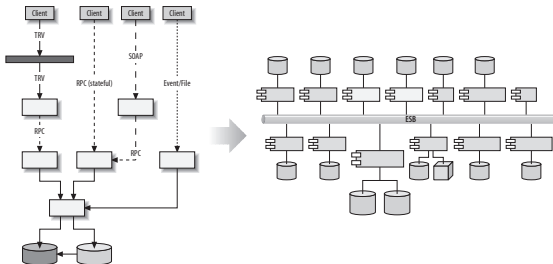 Client
Client
Client
Client
TRV
SOAP
TRV
RPC (stateful)
Event/File
RPC
RPC
ESB